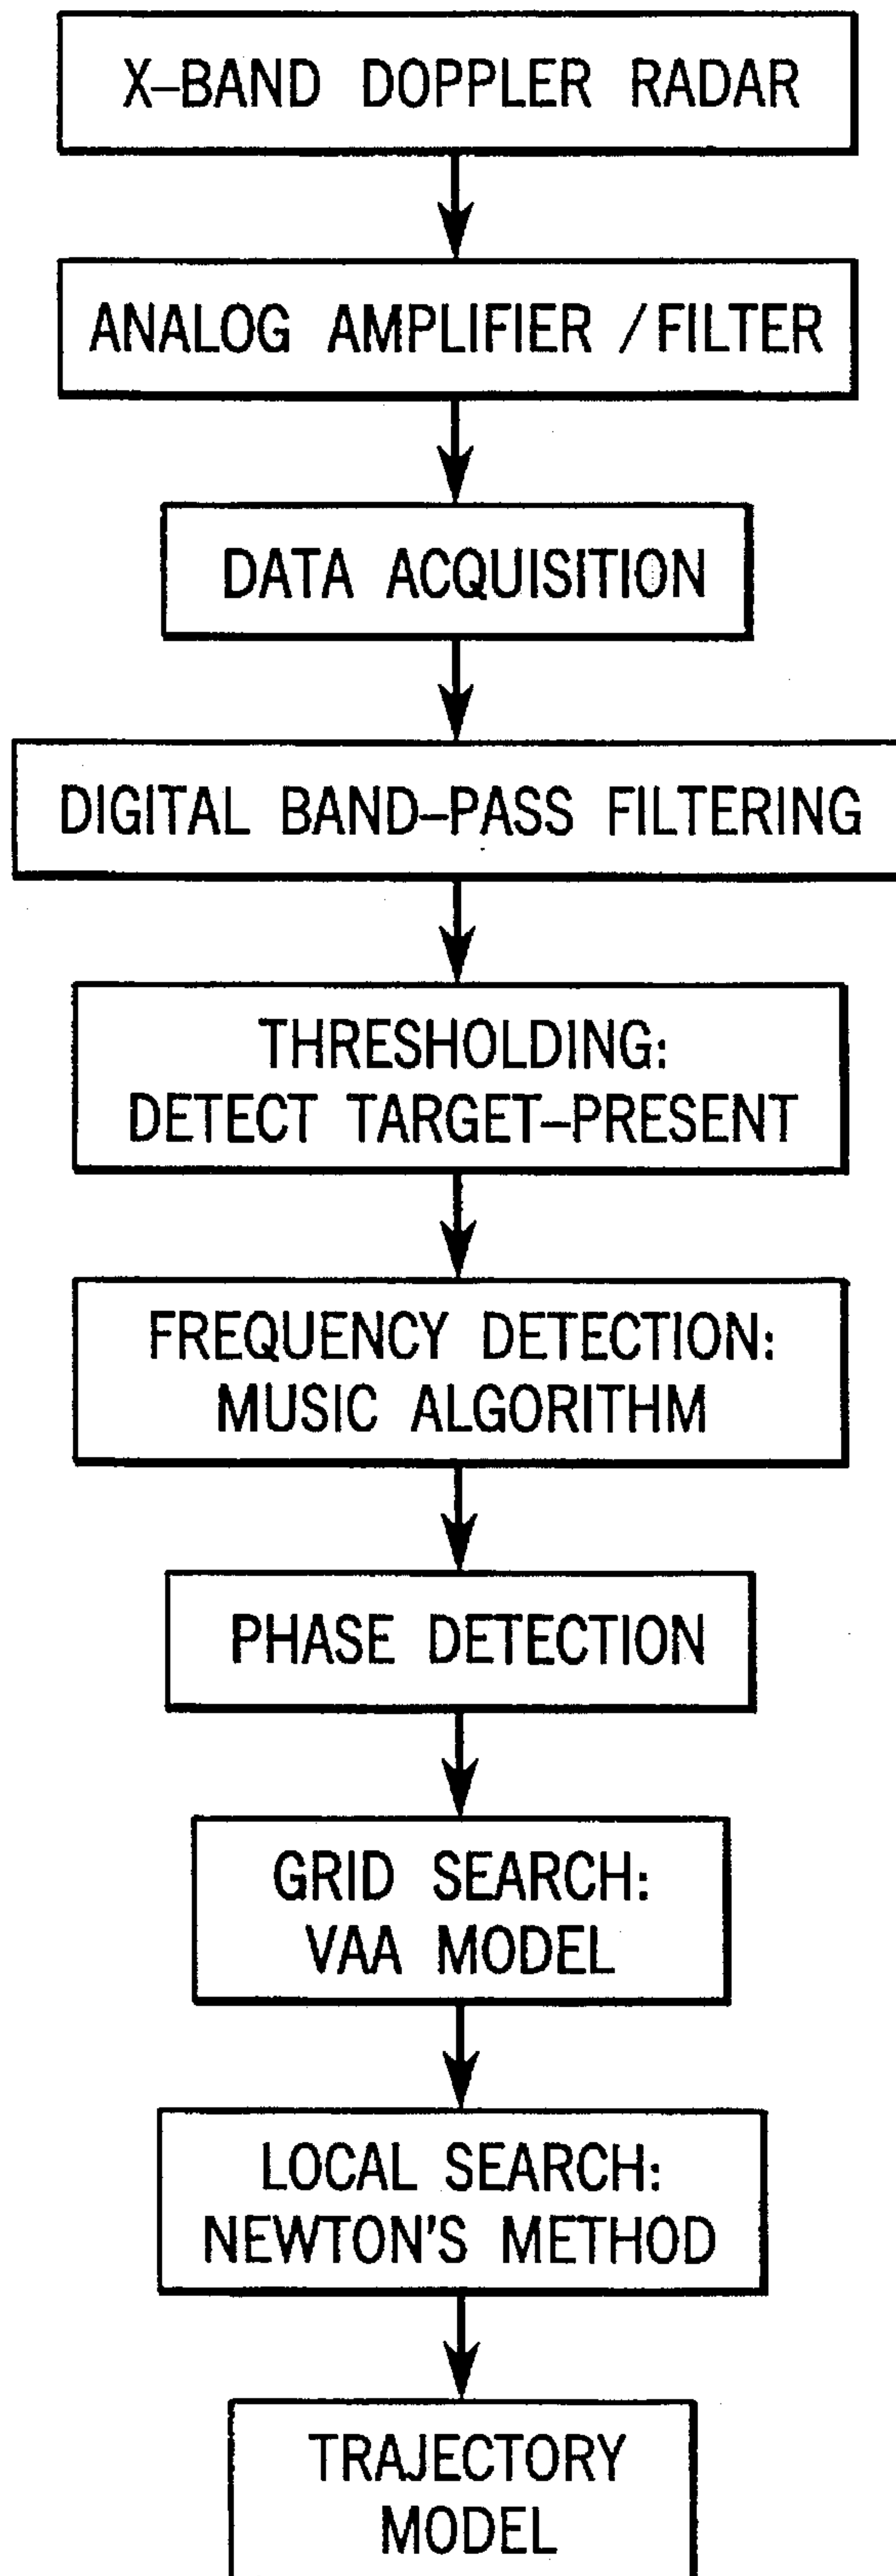 X-BAND DOPPLER RADAR
ANALOG AMPLIFIER / FILTER
DATA ACQUISITION
DIGITAL BAND-PASS FILTERING
THRESHOLDING:
DETECT TARGET-PRESENT
FREQUENCY DETECTION:
MUSIC ALGORITHM
PHASE DETECTION
GRID SEARCH:
VAA MODEL
LOCAL SEARCH:
NEWTON'S METHOD
TRAJECTORY
MODEL